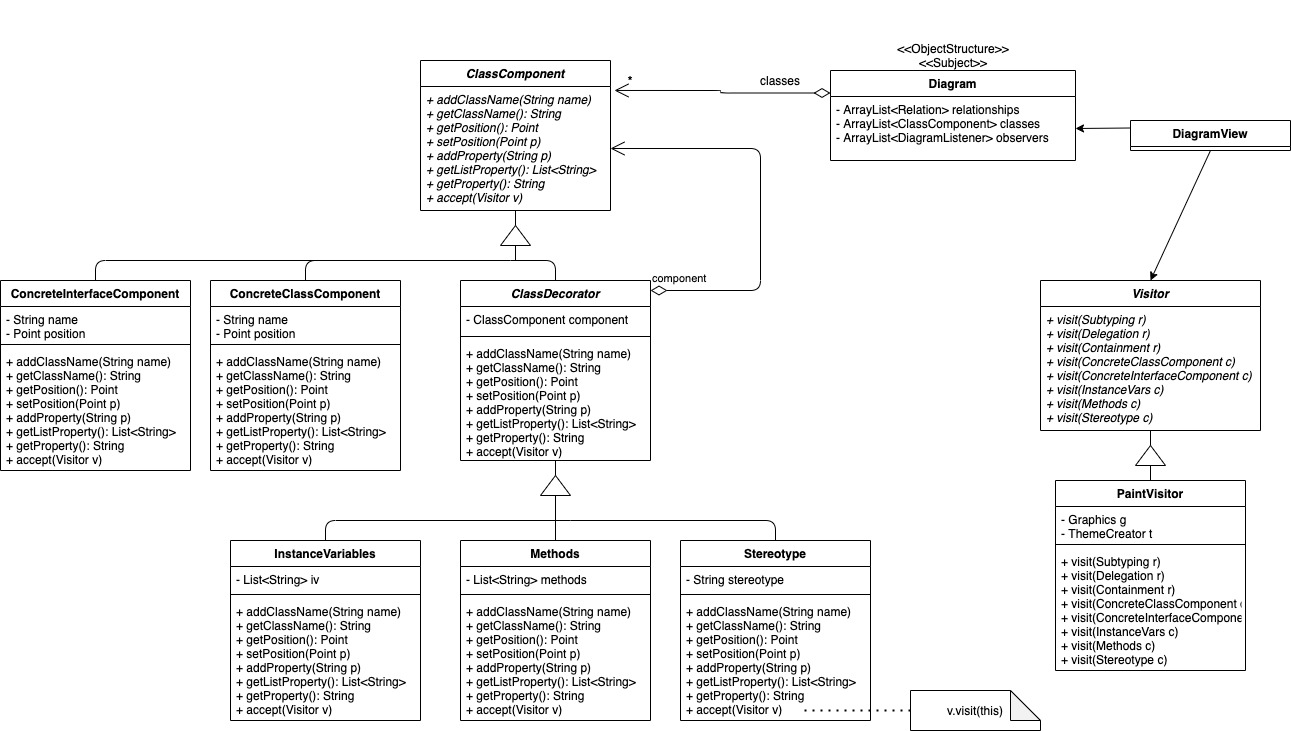 <<ObjectStructure>>
<<Subject>>
ClassComponent
+ addClassName(String name)
+ getClassName(): String
+ getPosition(): Point
+ setPosition(Point p)
+ addProperty(String p)
+ getListProperty(): List<String>
+ getProperty(): String
+ accept(Visitor v)
*
classes
Diagram
- ArrayList<Relation> relationships
- ArrayList<ClassComponent> classes
- ArrayList<DiagramListener> observers
DiagramView
ConcreteInterfaceComponent
- String name
- Point position
+ addClassName(String name)
+ getClassName(): String
+ getPosition(): Point
+ setPosition(Point p)
+ addProperty(String p)
+ getListProperty(): List<String>
+ getProperty(): String
+ accept(Visitor v)
ConcreteClassComponent
- String name
- Point position
+ addClassName(String name)
+ getClassName(): String
+ getPosition(): Point
+ setPosition(Point p)
+ addProperty(String p)
+ getListProperty(): List<String>
+ getProperty(): String
+ accept(Visitor v)
ClassDecorator
- ClassComponent component
+ addClassName(String name)
+ getClassName(): String
+ getPosition(): Point
+ setPosition(Point p)
+ addProperty(String p)
+ getListProperty(): List<String>
+ getProperty(): String
+ accept(Visitor v)
component
Visitor
+ visit(Subtyping r)
+ visit(Delegation r)
+ visit(Containment r)
+ visit(ConcreteClassComponent c)
+ visit(ConcreteInterfaceComponent c)
+ visit(InstanceVars c)
+ visit(Methods c)
+ visit(Stereotype c)
PaintVisitor
- Graphics g
- ThemeCreator t
+ visit(Subtyping r)
+ visit(Delegation r)
+ visit(Containment r)
+ visit(ConcreteClassComponent
+ visit(ConcreteInterfaceCompone
+ visit(InstanceVars c)
+ visit(Methods c)
+ visit(Stereotype c)
InstanceVariables
- List<String> iv
+ addClassName(String name)
+ getClassName(): String
+ getPosition(): Point
+ setPosition(Point p)
+ addProperty(String p)
+ getListProperty(): List<String>
+ getProperty(): String
+ accept(Visitor v)
Methods
- List<String> methods
+ addClassName(String name)
+ getClassName(): String
+ getPosition(): Point
+ setPosition(Point p)
+ addProperty(String p)
+ getListProperty(): List<String>
+ getProperty(): String
+ accept(Visitor v)
Stereotype
- String stereotype
+ addClassName(String name)
+ getClassName(): String
+ getPosition(): Point
+ setPosition(Point p)
+ addProperty(String p)
+ getListProperty(): List<String>
+ getProperty(): String
+ accept(Visitor v)
v.visit(this)